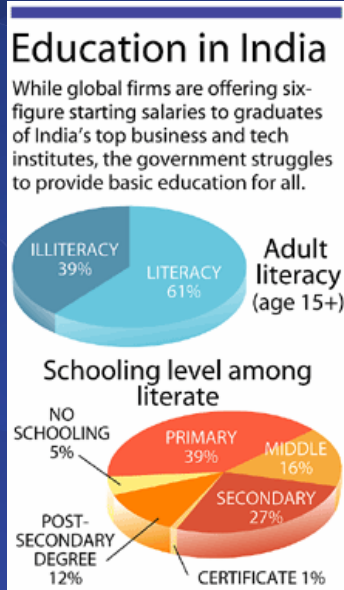 Education in India
While global firms are offering six-
figure starting salaries to graduates
of India's top business and tech
institutes, the government struggles
to provide basic education for all.
ILLITERACY
39%
LITERACY
61%
Adult
literacy
(age 15+)
Schooling level among
literate
NO
SCHOOLING
5%
PRIMARY
39%
MIDDLE
16%
SECONDARY
27%
POST-
SECONDARY
DEGREE
12%
CERTIFICATE 1%